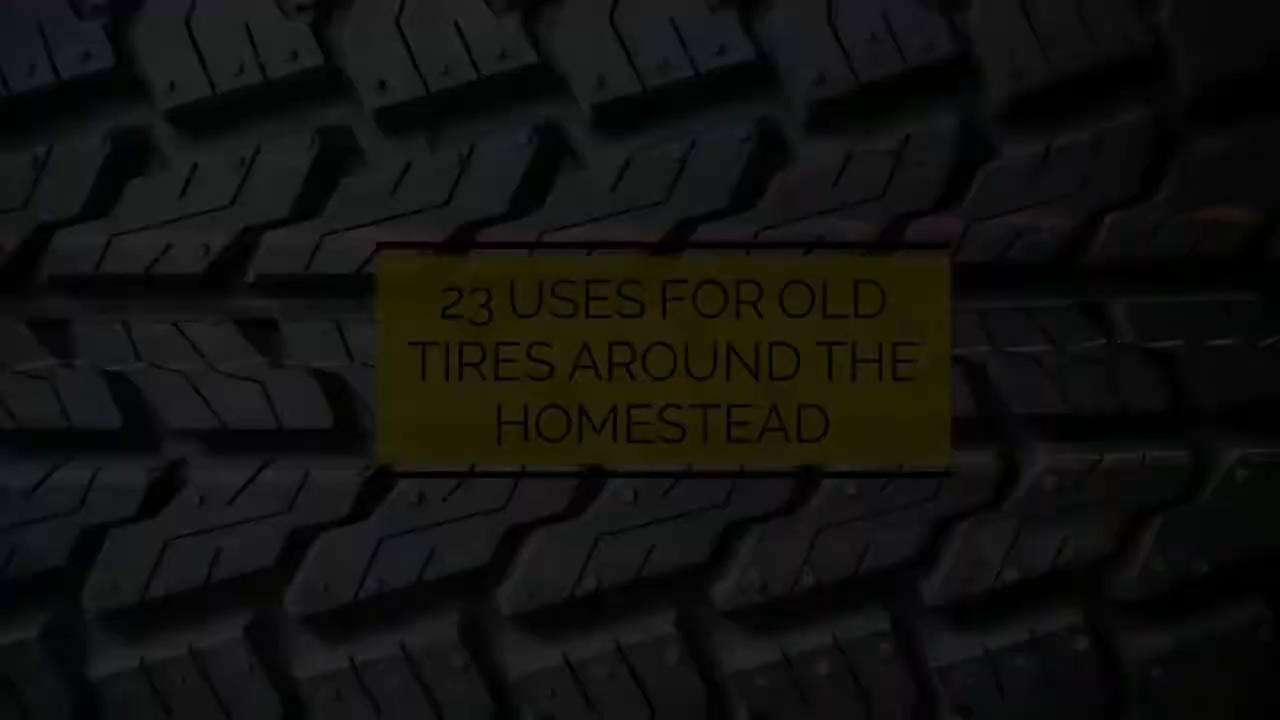 23 USES FOR OLD
TIRES AROUND THE
HOMESTEAD